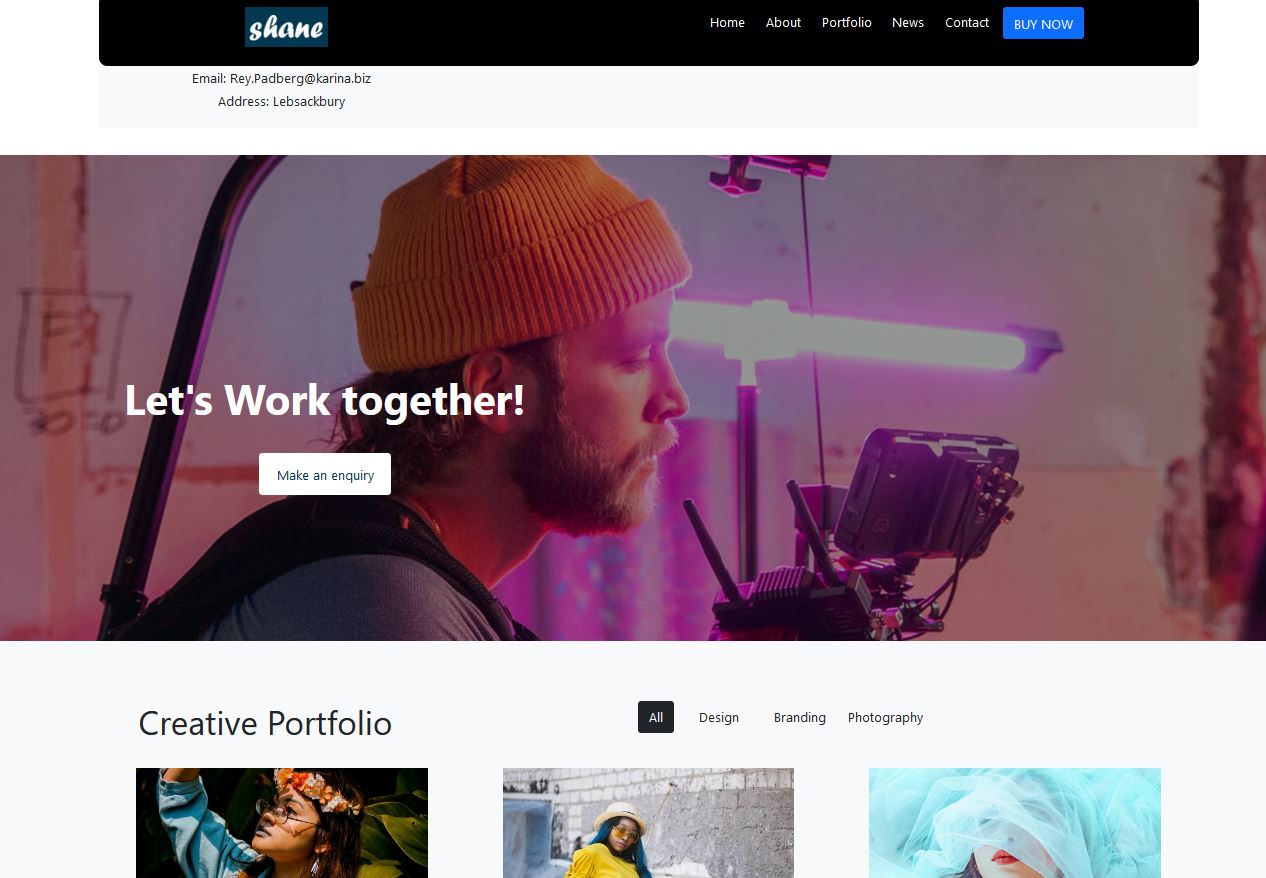 shane
Home About Portfolio News Contact BUY NOW
Email: Rey.Padberg@karina.biz
Address: Lebsackbury
Let's Work together!
Make an enquiry
Creative Portfolio
All Design Branding Photography